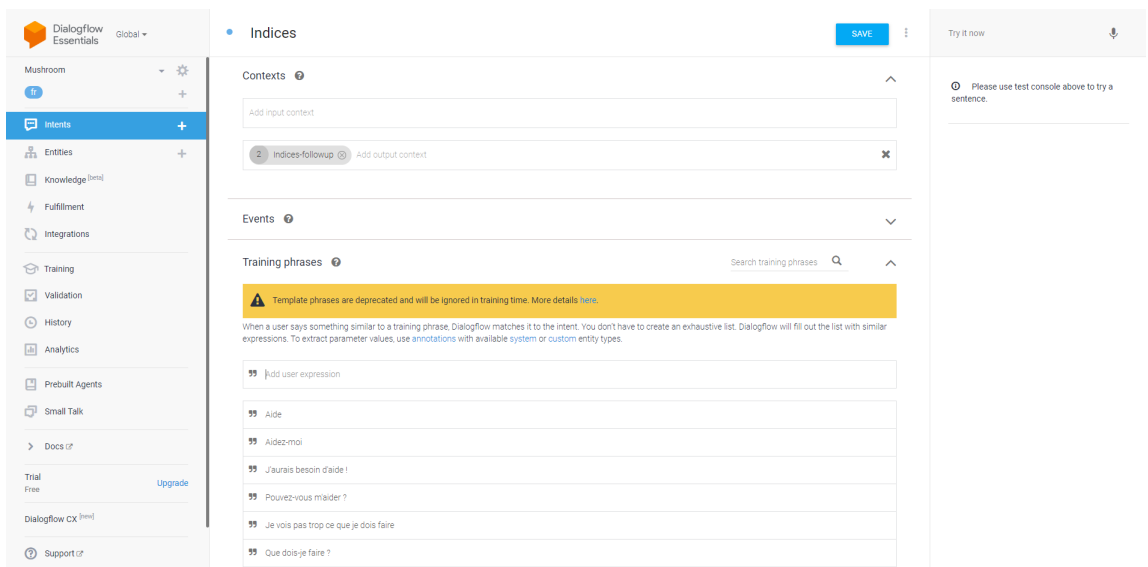 Dialogflow
Essentials
Global
Indices
SAVE
Try it now
Mushroom
fr
Intents
Entities
Knowledge [beta]
Fulfillment
Integrations
Training
Validation
History
Analytics
Prebuilt Agents
Small Talk
Docs
Trial
Free
Upgrade
Dialogflow CX [new]
Support
Contexts
Add input context
2 Indices-followup Add output context
Events
Training phrases
Search training phrases
Template phrases are deprecated and will be ignored in training time. More details here.
When a user says something similar to a training phrase, Dialogflow matches it to the intent. You don't have to create an exhaustive list. Dialogflow will fill out the list with similar
expressions. To extract parameter values, use annotations with available system or custom entity types.
Add user expression
Aide
Aidez-moi
J'aurais besoin d'aide !
Pouvez-vous m'aider ?
Je vois pas trop ce que je dois faire
Que dois-je faire ?
Please use test console above to try a
sentence.